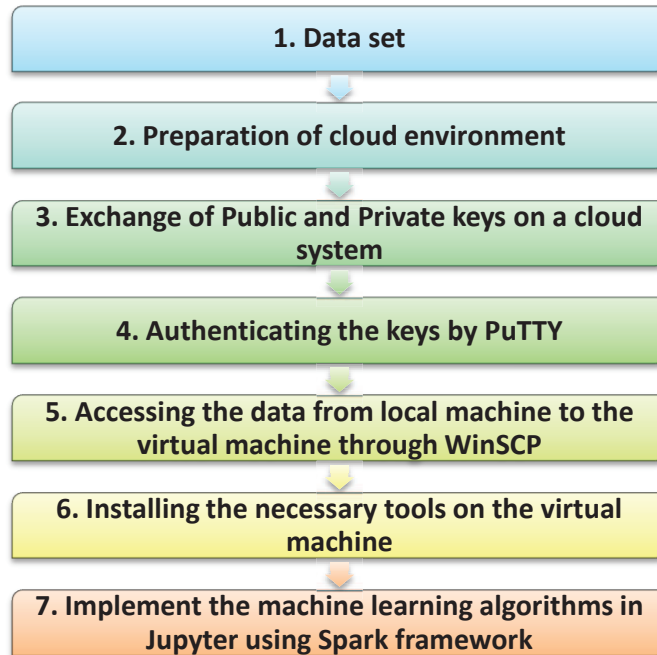 1. Data set
2. Preparation of cloud environment
3. Exchange of Public and Private keys on a cloud
system
4. Authenticating the keys by PuTTY
5. Accessing the data from local machine to the
virtual machine through WinSCP
6. Installing the necessary tools on the virtual
machine
7. Implement the machine learning algorithms in
Jupyter using Spark framework